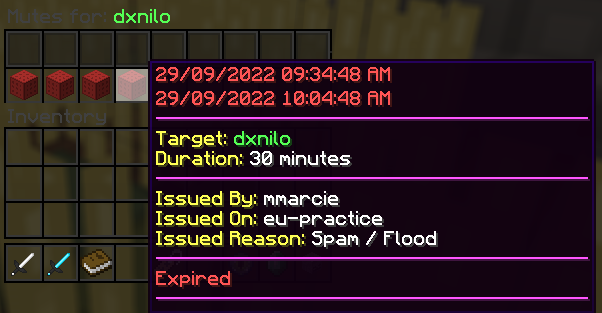 Mutes for: dxnilo
29/09/2022 09:34:48 AM
29/09/2022 10:04:48 AM
Target: dxnilo
Duration: 30 minutes
Issued By: mmarcie
Issued On: eu-practice
Issued Reason: Spam / Flood
Expired
Inventory